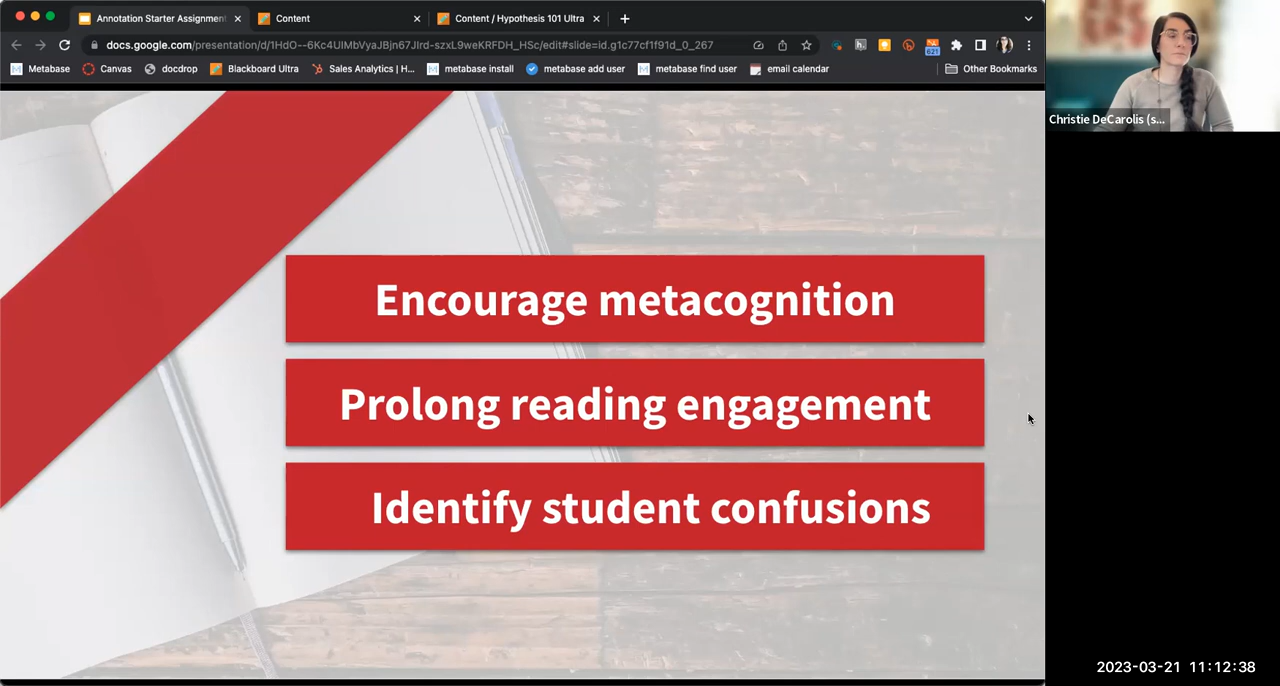 Annotation Starter Assignment
Content
Content / Hypothesis 101 Ultra
docs.google.com/presentation/d/1HdO--6Kc4UIMbVyaJBjn67JIrd-szxL9weKRFDH_HSc/edit#slide=id.g1c77cf1f91d_0_267
621
Metabase
Canvas
docdrop
Blackboard Ultra
Sales Analytics | H...
metabase install
metabase add user
metabase find user
email calendar
Other Bookmarks
Christie DeCarolis (s...
Encourage metacognition
Prolong reading engagement
Identify student confusions
2023-03-21 11:12:38